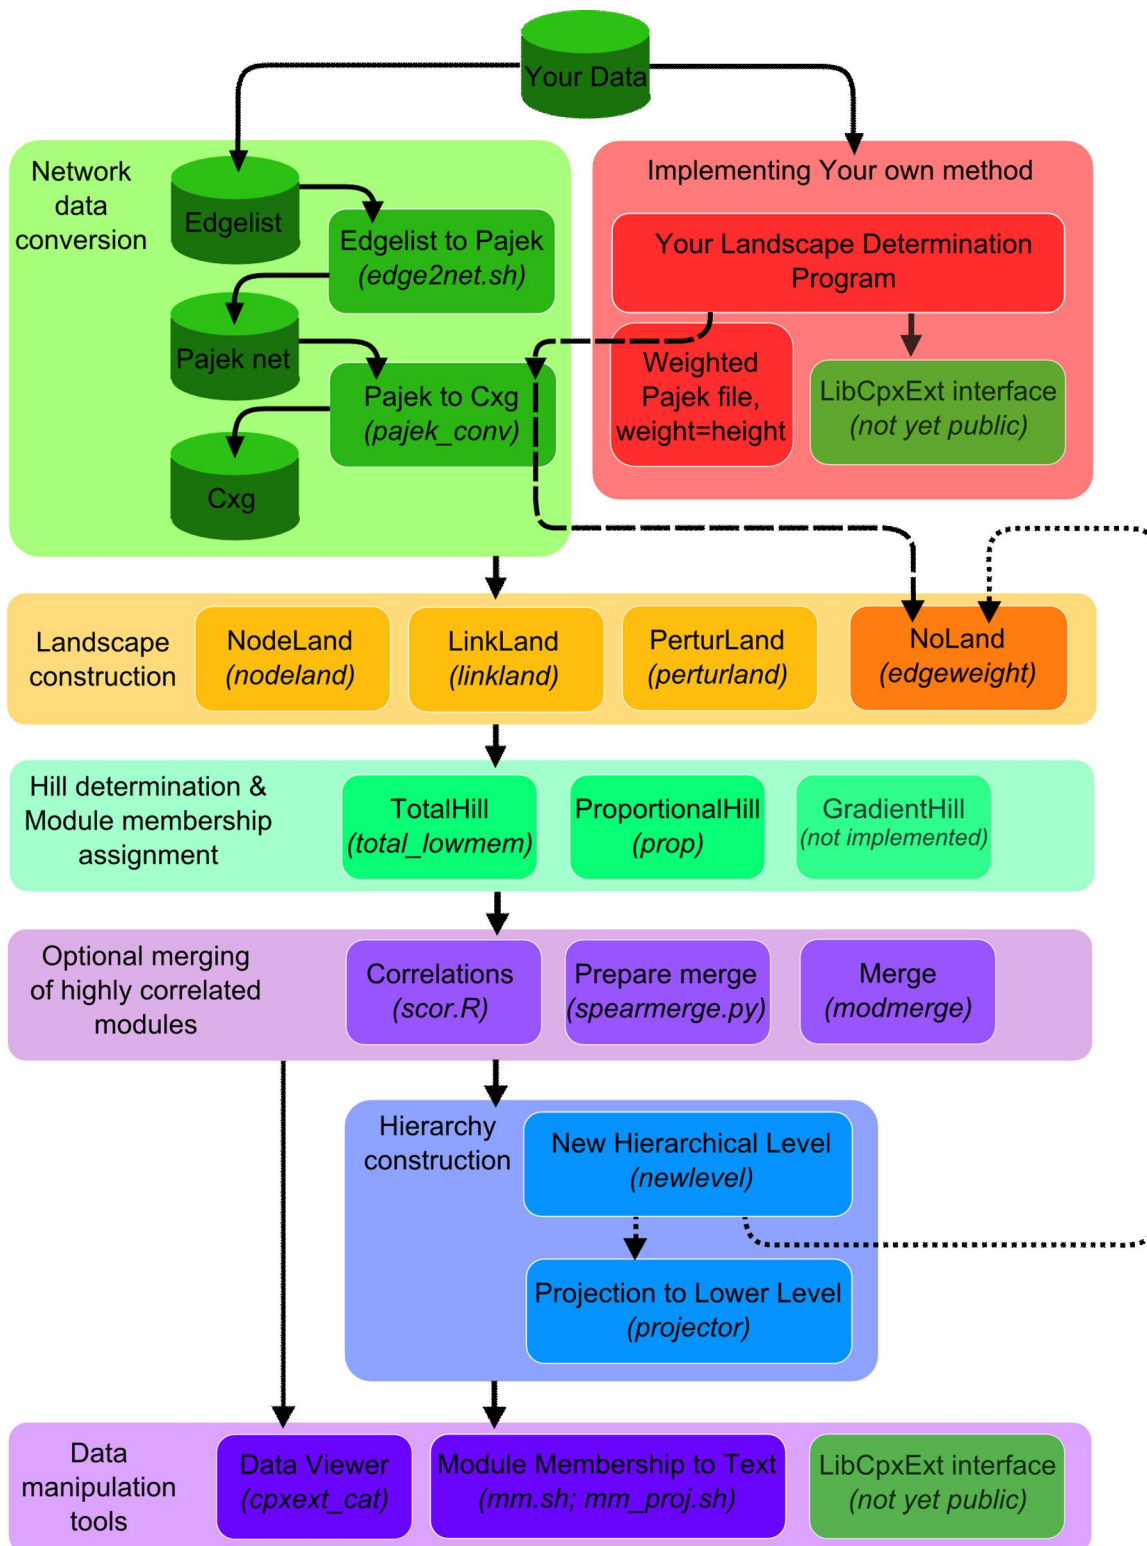 Your Data
Network
data
conversion
Edgelist
Edgelist to Pajek
(edge2net.sh)
Pajek net
Pajek to Cxg
(pajek_conv)
Cxg
Implementing Your own method
Your Landscape Determination
Program
Weighted
Pajek file,
weight=height
LibCpxExt interface
(not yet public)
Landscape
construction
NodeLand
(nodeland)
LinkLand
(linkland)
PerturLand
(perturland)
NoLand
(edgeweight)
Hill determination &
Module membership
assignment
TotalHill
(total_lowmem)
ProportionalHill
(prop)
GradientHill
(not implemented)
Optional merging
of highly correlated
modules
Correlations
(scor.R)
Prepare merge
(spearmerge.py)
Merge
(modmerge)
Hierarchy
construction
New Hierarchical Level
(newlevel)
Projection to Lower Level
(projector)
Data
manipulation
tools
Data Viewer
(cpxext_cat)
Module Membership to Text
(mm.sh; mm_proj.sh)
LibCpxExt interface
(not yet public)